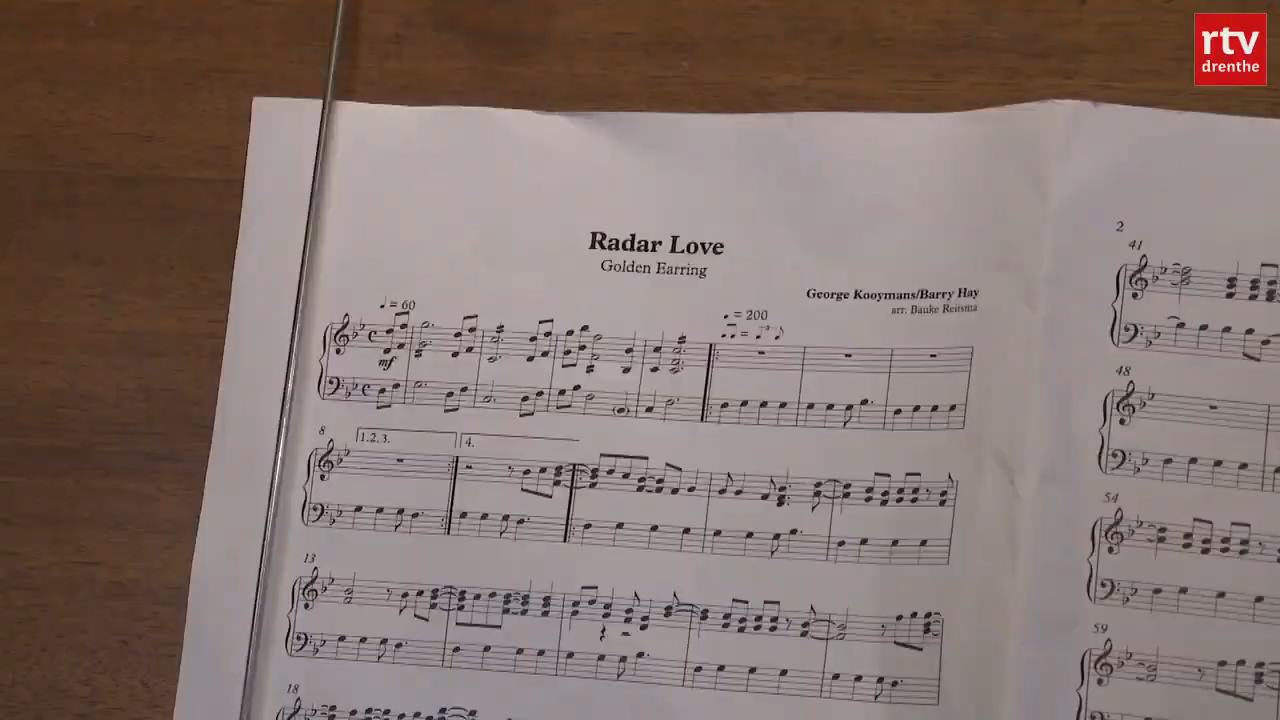 rtv
drenthe
Radar Love
Golden Earring
George Kooymans/Barry Hay
arr. Bauke Reitsma
♩ = 60
= 200
3
mf
8
1.2.3.
4.
13
18
2
41
48
54
59